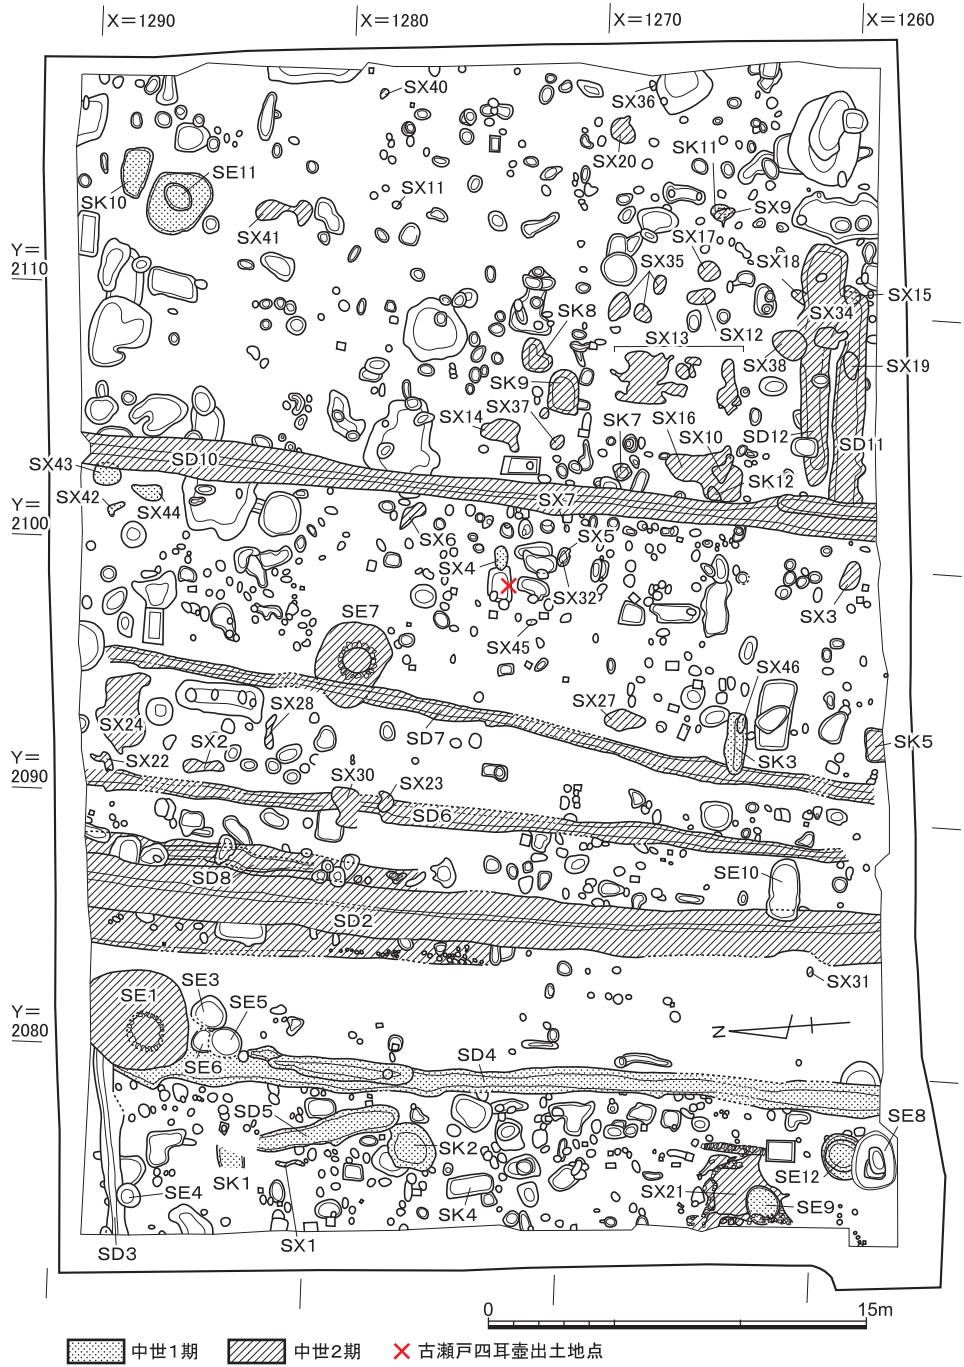 X＝1290
X＝1280
X＝1270
X＝1260
SX40
SX36
SX20
SK11
SE11
SK10
SX11
SX9
SX41
SX17
Y＝
2110
SX35
SX18
SX15
SK8
SX34
SX12
SX13
SX38
SX19
SK9
SX37
SX14
SK7
SX16
SX10
SD12
SD11
SX43
SD10
SK12
SX42
SX44
SX7
Y＝
2100
SX6
SX5
SX4
SX32
SE7
SX3
SX45
SX46
SX24
SX28
SX27
SX2
SD7
SK5
SX22
SK3
Y＝
2090
SX30
SX23
SD6
SD8
SE10
SD2
SE3
SX31
SE1
SE5
Y＝
2080
N
SE6
SD4
SD5
SE8
SK2
SK1
SE12
SE4
SX21
SE9
SK4
SD3
SX1
0 15m
中世1期 中世2期 × 古瀬戸四耳壷出土地点